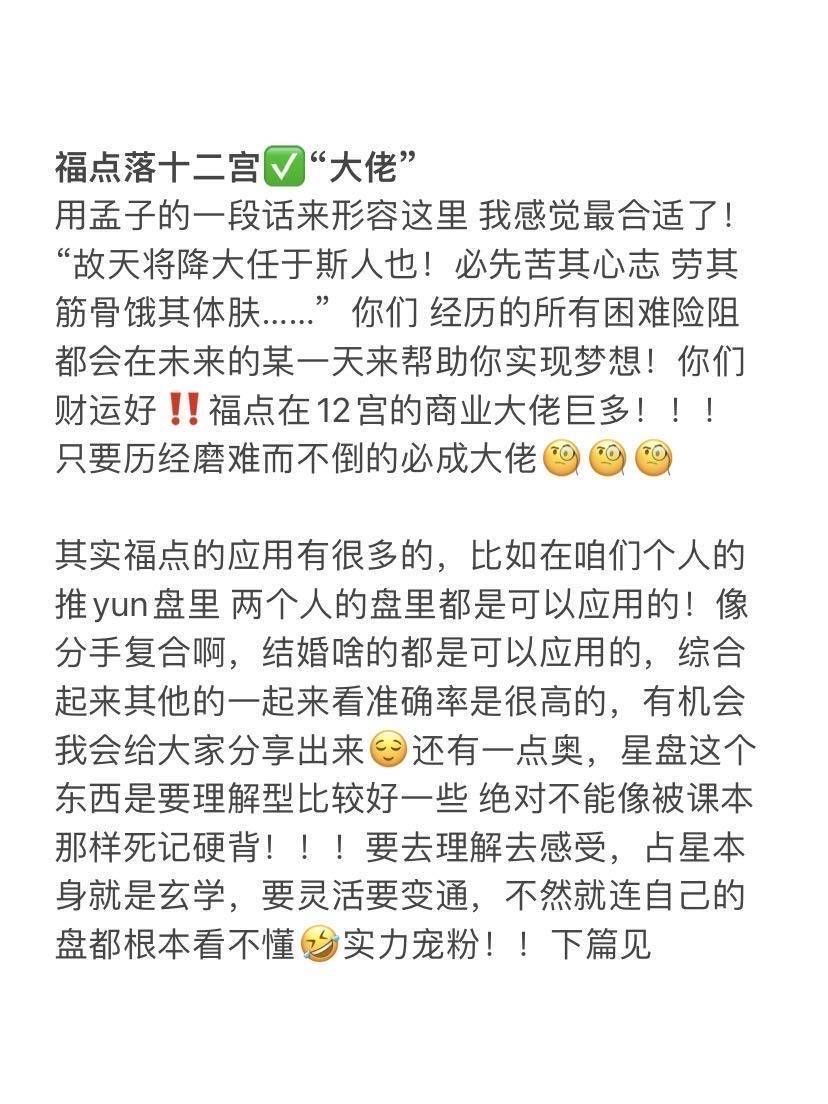 福点落十二宫✅“大佬”
用孟子的一段话来形容这里 我感觉最合适了！
“故天将降大任于斯人也！必先苦其心志 劳其
筋骨饿其体肤......” 你们 经历的所有困难险阻
都会在未来的某一天来帮助你实现梦想！你们
财运好‼️福点在12宫的商业大佬巨多！！！
只要历经磨难而不倒的必成大佬🧐🧐🧐
其实福点的应用有很多的，比如在咱们个人的
推yun盘里 两个人的盘里都是可以应用的！像
分手复合啊，结婚啥的都是可以应用的，综合
起来其他的一起来看准确率是很高的，有机会
我会给大家分享出来😌还有一点奥，星盘这个
东西是要理解型比较好一些 绝对不能像被课本
那样死记硬背！！！要去理解去感受，占星本
身就是玄学，要灵活要变通，不然就连自己的
盘都根本看不懂🤣实力宠粉！！下篇见